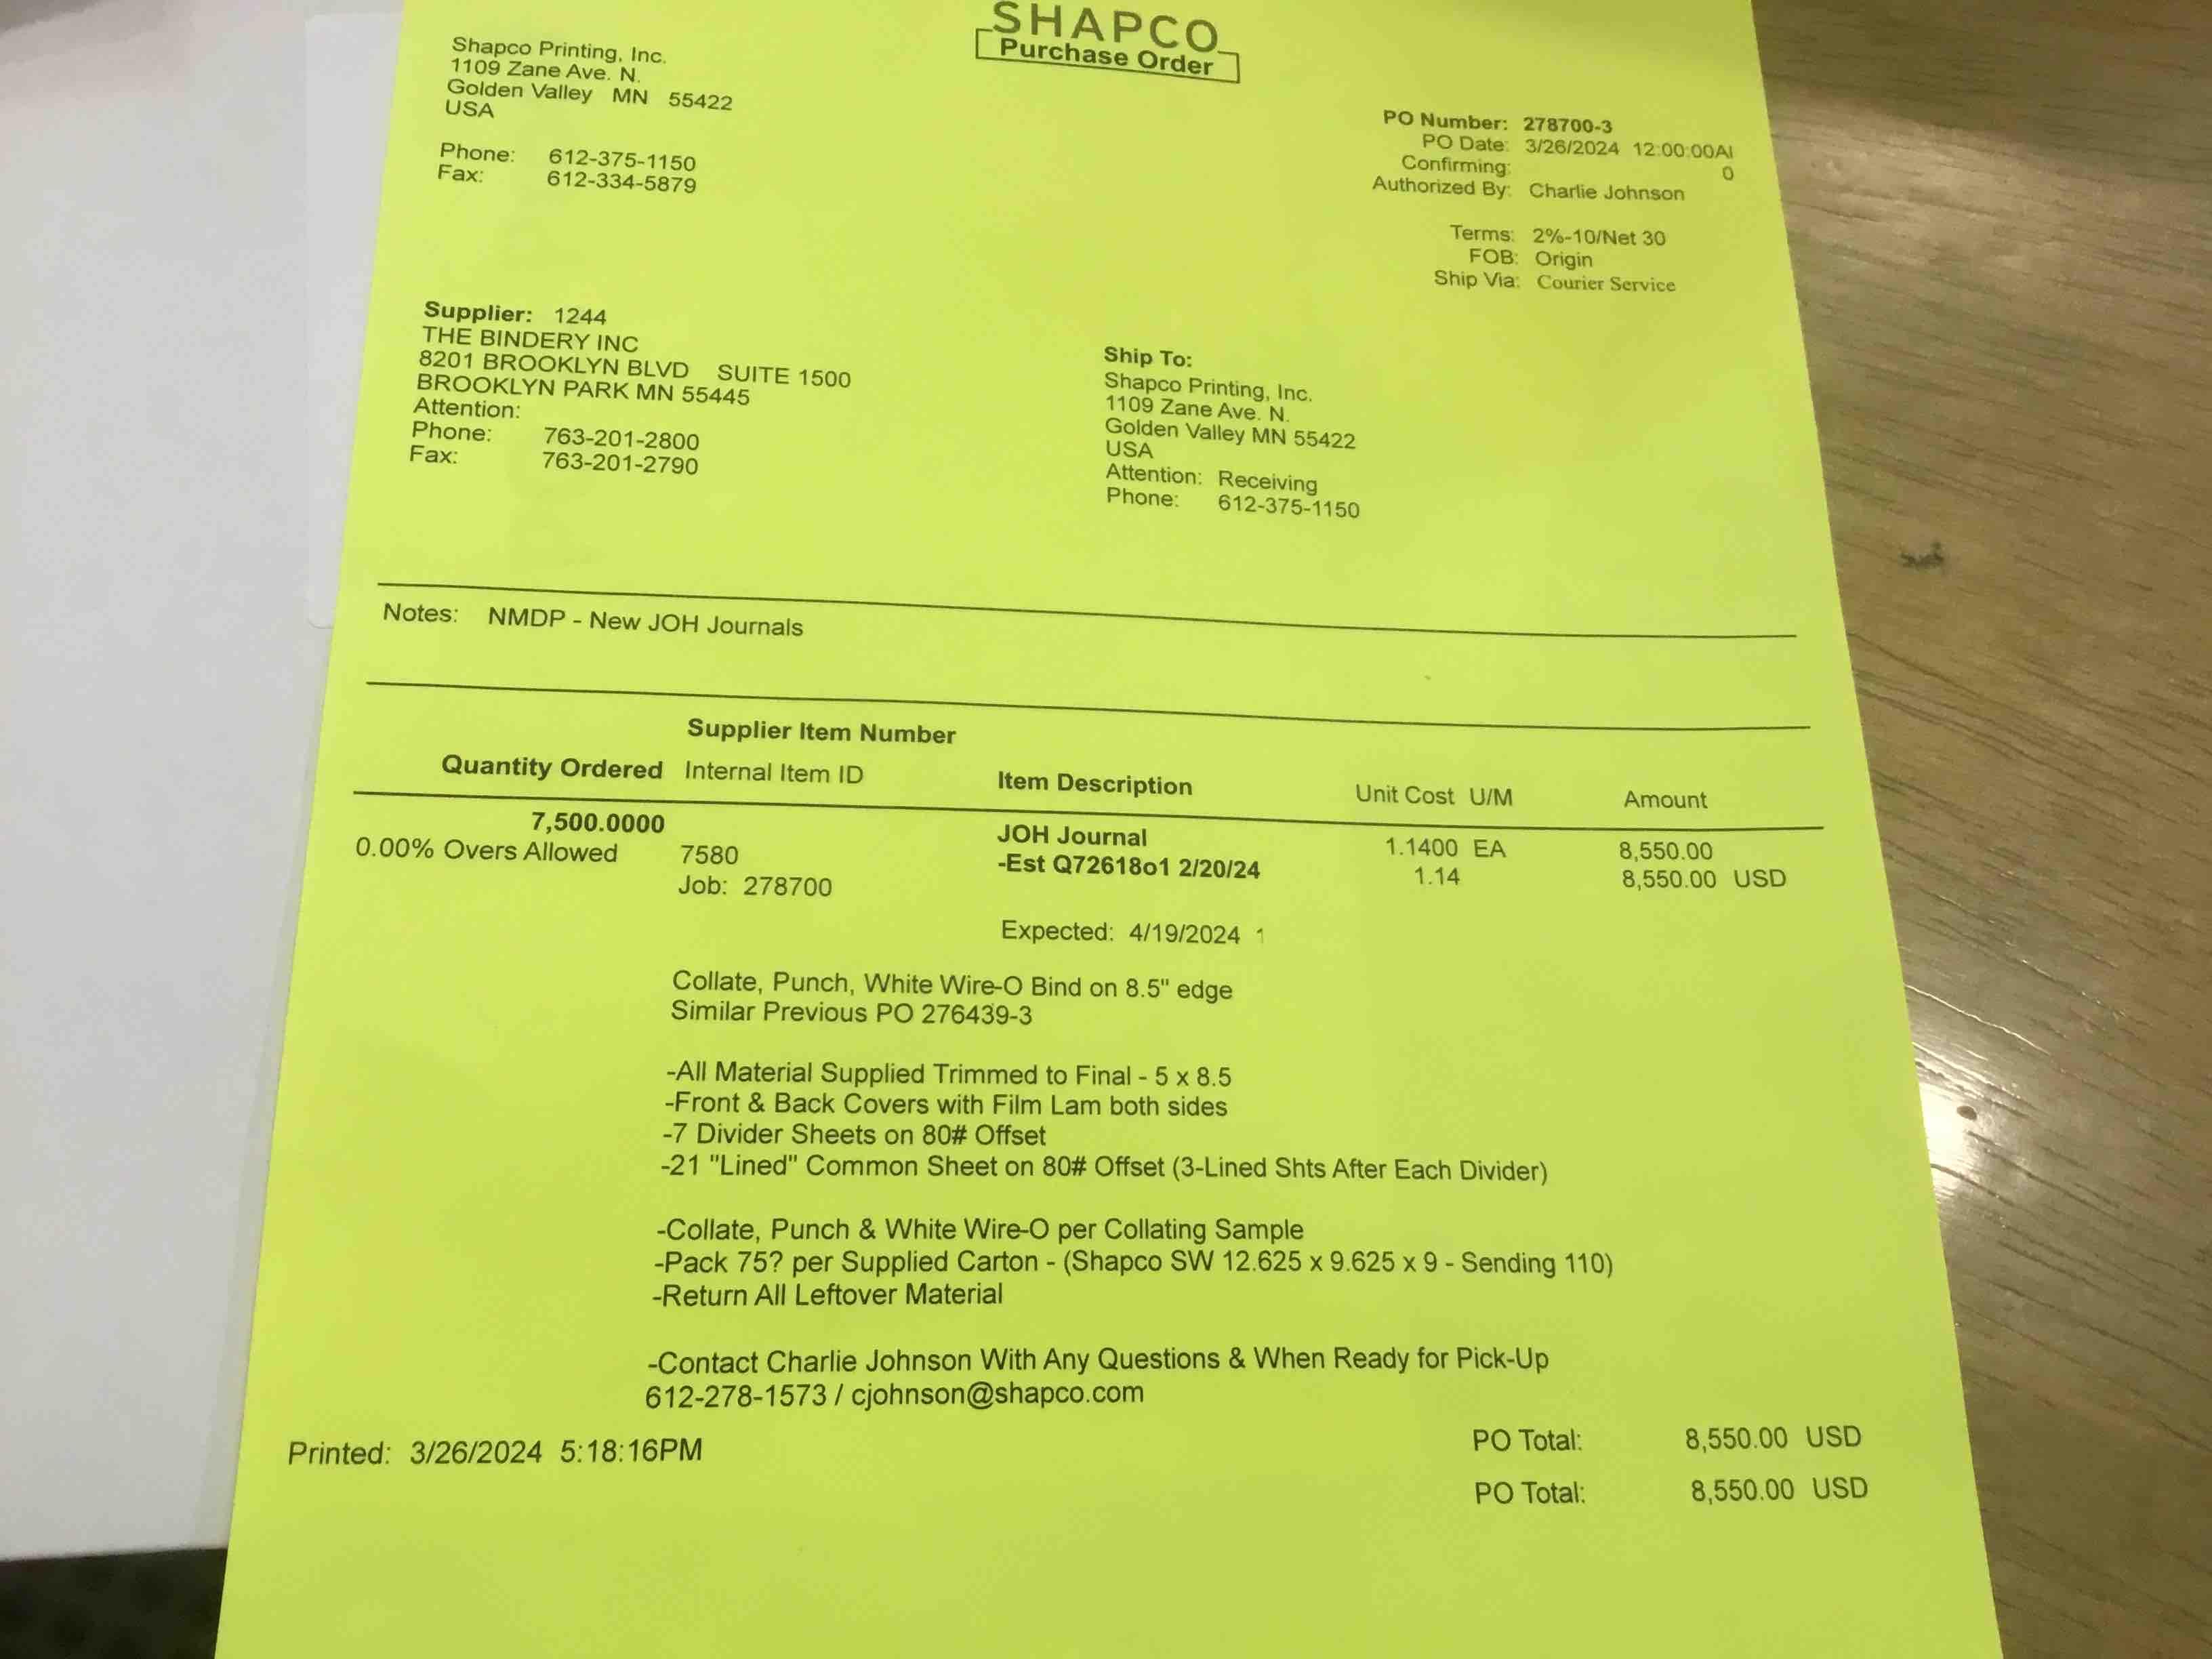 SHAPCO
Purchase Order
Shapco Printing, Inc.
1109 Zane Ave. N.
Golden Valley MN 55422
USA
Phone: 612-375-1150
Fax: 612-334-5879
PO Number: 278700-3
PO Date: 3/26/2024 12:00:00AI
Confirming: 0
Authorized By: Charlie Johnson
Terms: 2%-10/Net 30
FOB: Origin
Ship Via: Courier Service
Supplier: 1244
THE BINDERY INC
8201 BROOKLYN BLVD SUITE 1500
BROOKLYN PARK MN 55445
Attention:
Phone: 763-201-2800
Fax: 763-201-2790
Ship To:
Shapco Printing, Inc.
1109 Zane Ave. N.
Golden Valley MN 55422
USA
Attention: Receiving
Phone: 612-375-1150
Notes: NMDP - New JOH Journals
Supplier Item Number
Quantity Ordered Internal Item ID Item Description Unit Cost U/M Amount
7,500.0000 JOH Journal 1.1400 EA 8,550.00
0.00% Overs Allowed 7580 -Est Q72618o1 2/20/24 1.14 8,550.00 USD
Job: 278700
Expected: 4/19/2024 1
Collate, Punch, White Wire-O Bind on 8.5" edge
Similar Previous PO 276439-3
-All Material Supplied Trimmed to Final - 5 x 8.5
-Front & Back Covers with Film Lam both sides
-7 Divider Sheets on 80# Offset
-21 "Lined" Common Sheet on 80# Offset (3-Lined Shts After Each Divider)
-Collate, Punch & White Wire-O per Collating Sample
-Pack 75? per Supplied Carton - (Shapco SW 12.625 x 9.625 x 9 - Sending 110)
-Return All Leftover Material
-Contact Charlie Johnson With Any Questions & When Ready for Pick-Up
612-278-1573 / cjohnson@shapco.com
Printed: 3/26/2024 5:18:16PM
PO Total: 8,550.00 USD
PO Total: 8,550.00 USD